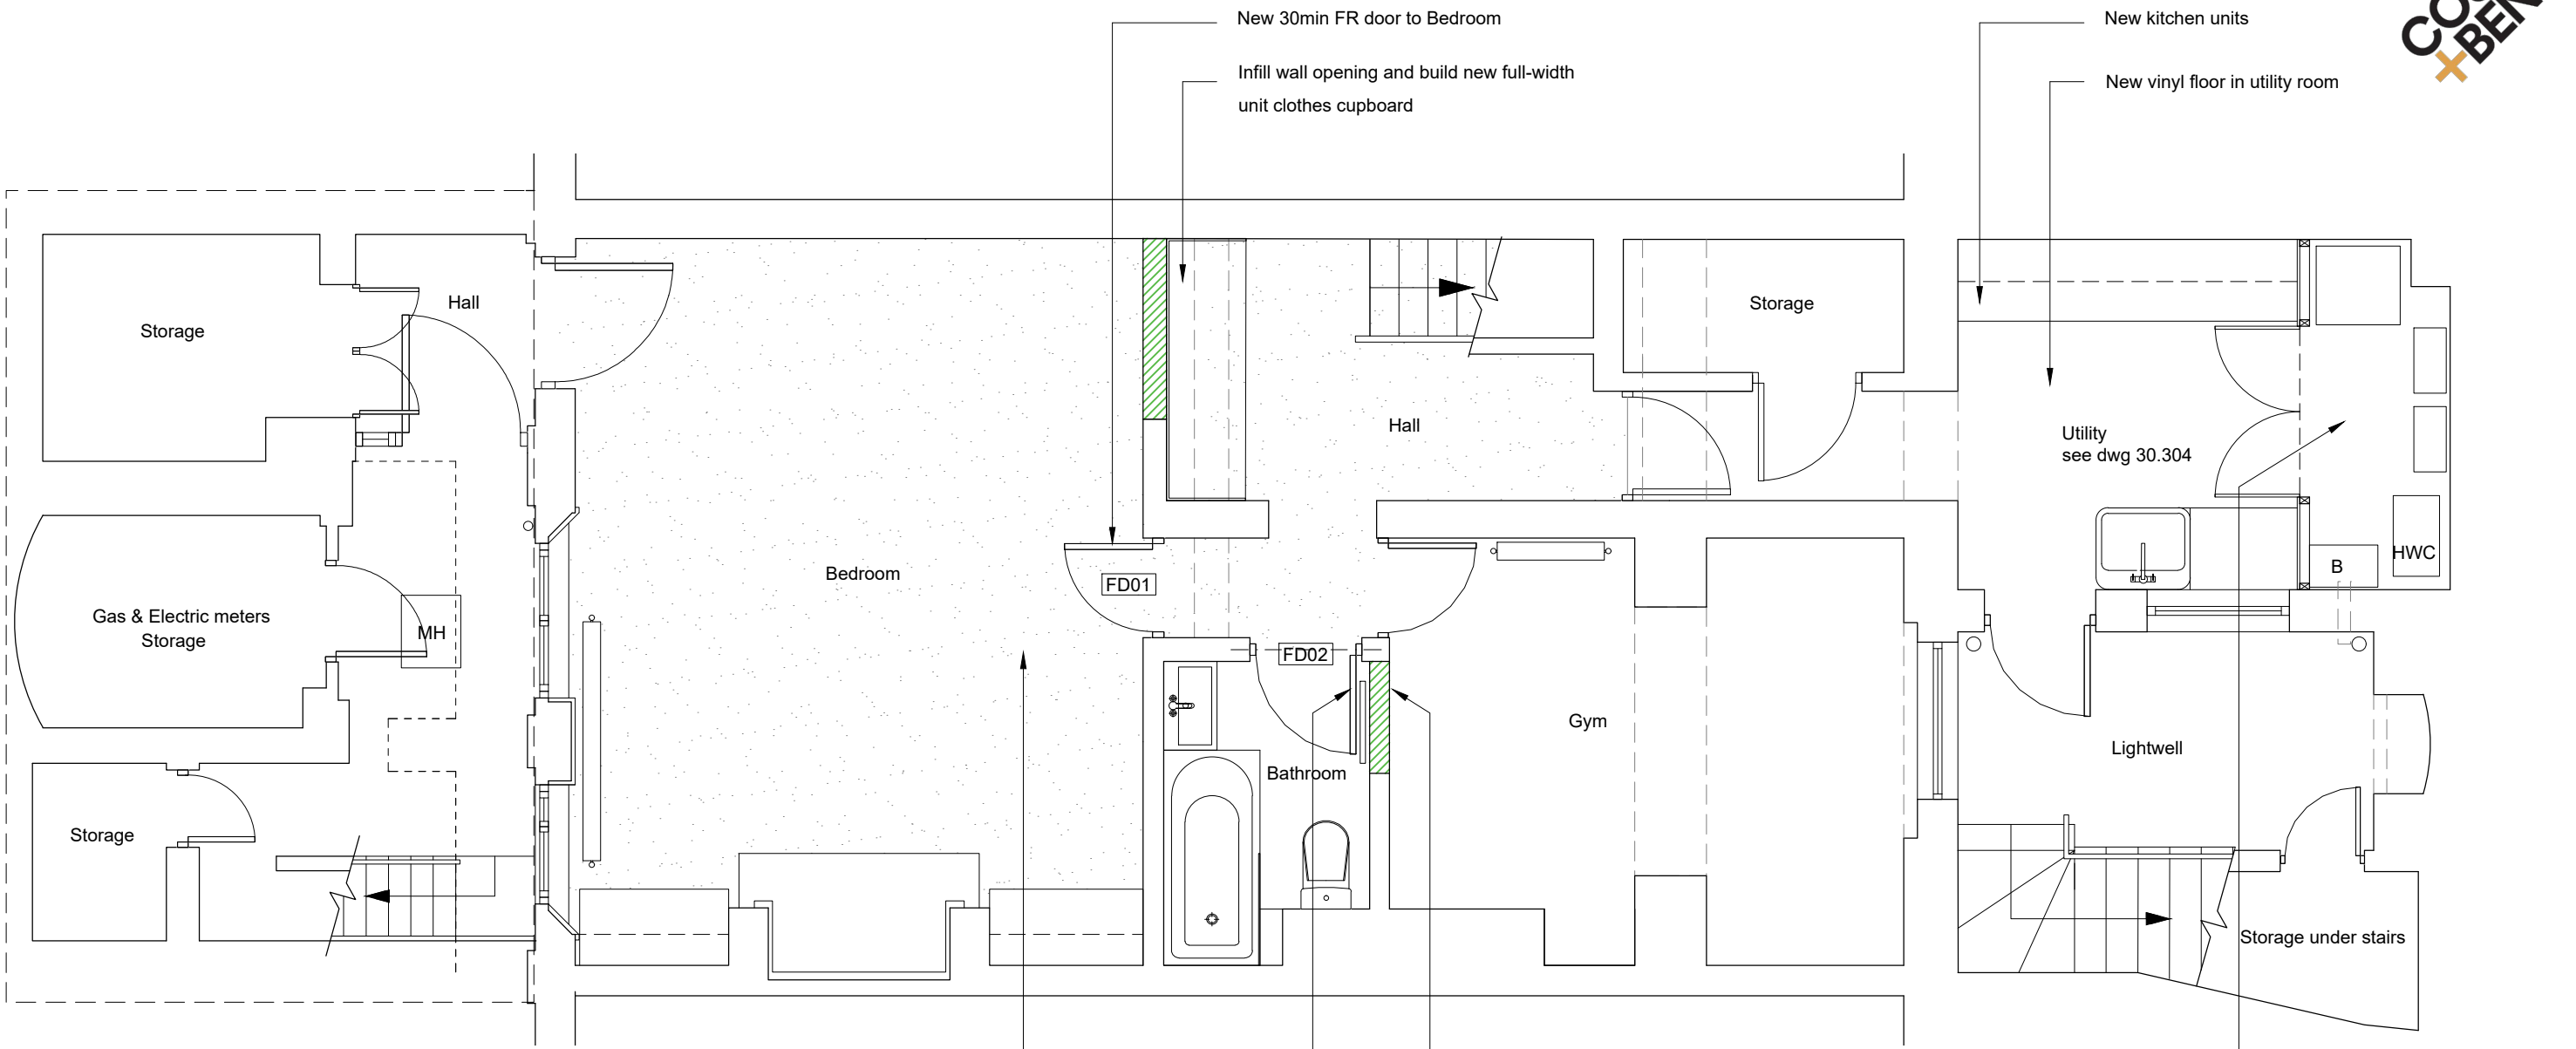 New 30min FR door to Bedroom
Infill wall opening and build new full-width
unit clothes cupboard
New kitchen units
New vinyl floor in utility room
Storage
Hall
Gas & Electric meters
Storage
MH
Storage
Bedroom
FD01
FD02
Bathroom
Hall
Storage
Gym
Utility
see dwg 30.304
HWC
B
Lightwell
Storage under stairs